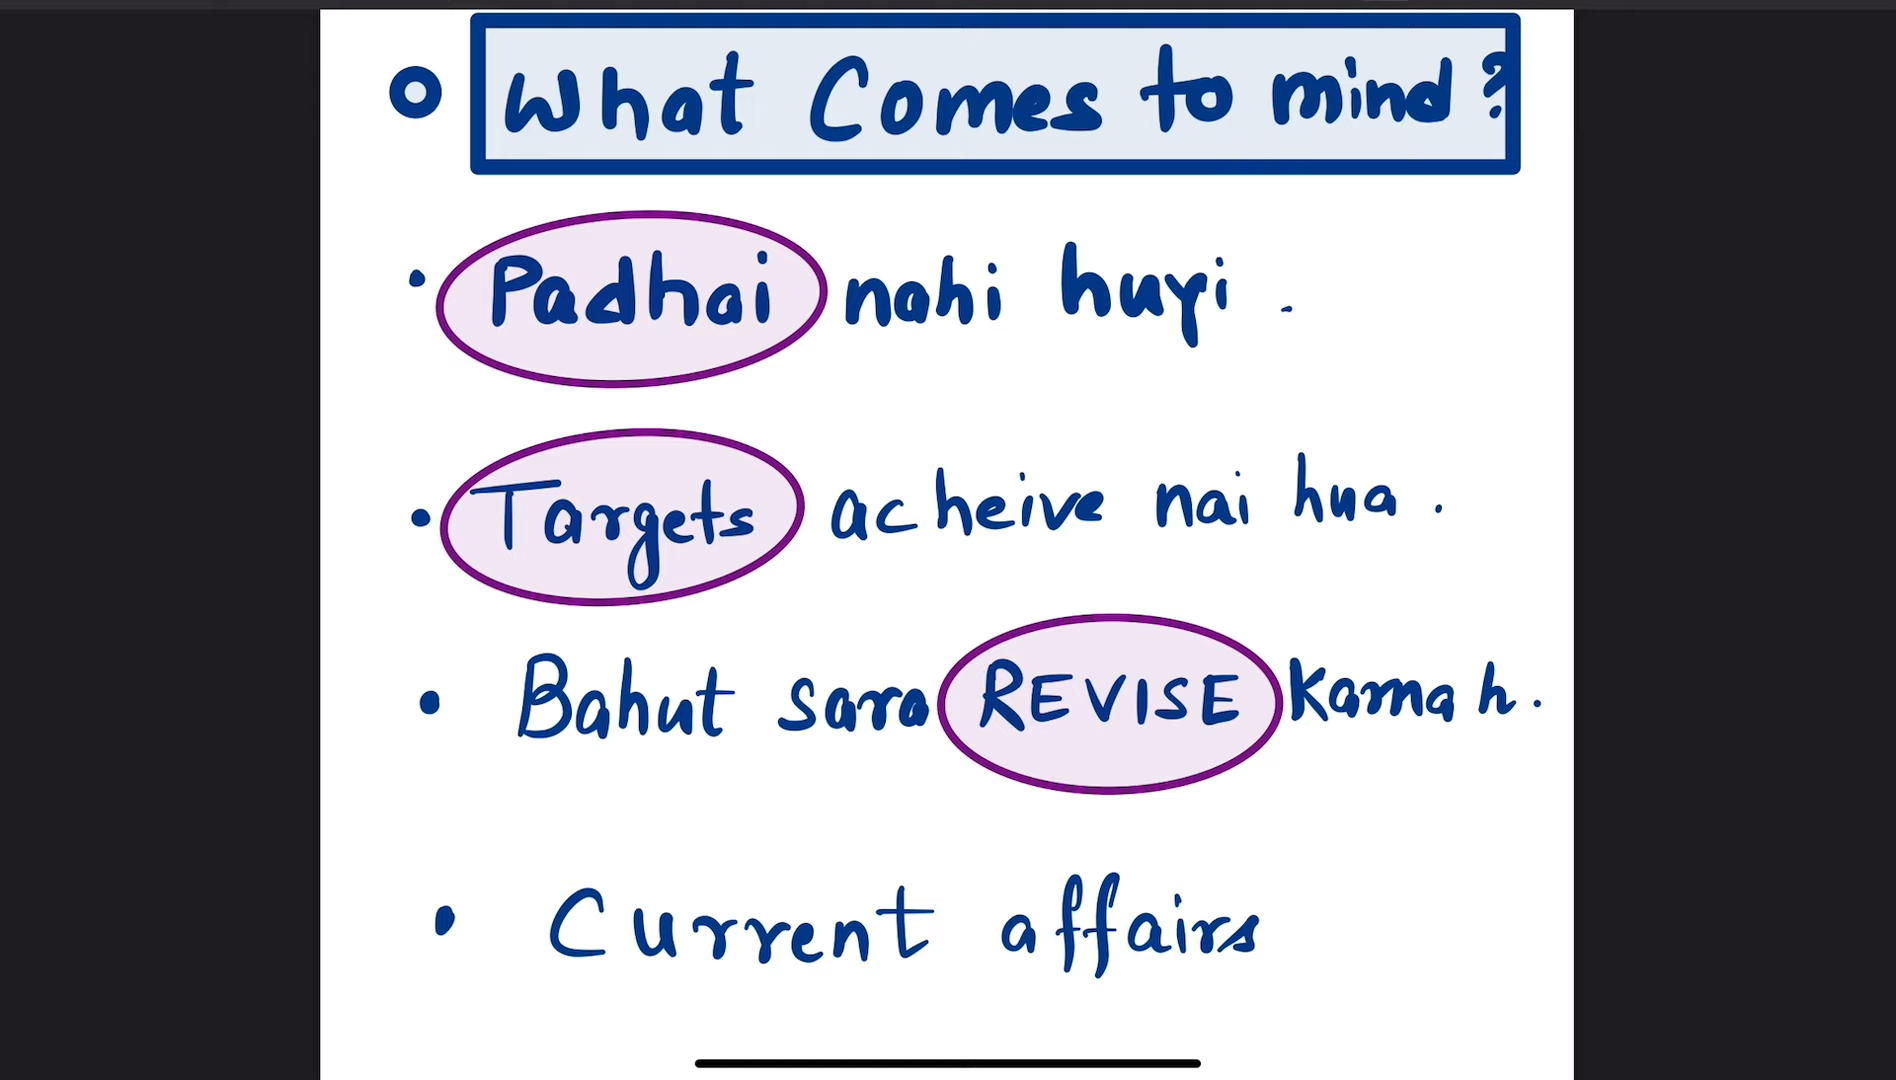 What Comes to mind?
• Padhai nahi huyi.
• Targets acheive nai hua.
• Bahut sara REVISE Karna h.
• Current affairs